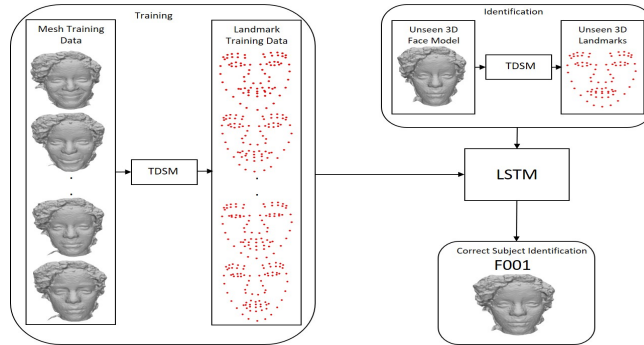 Training
Mesh Training
Data
TDSM
Landmark
Training Data
Identification
Unseen 3D
Face Model
TDSM
Unseen 3D
Landmarks
LSTM
Correct Subject Identification
F001